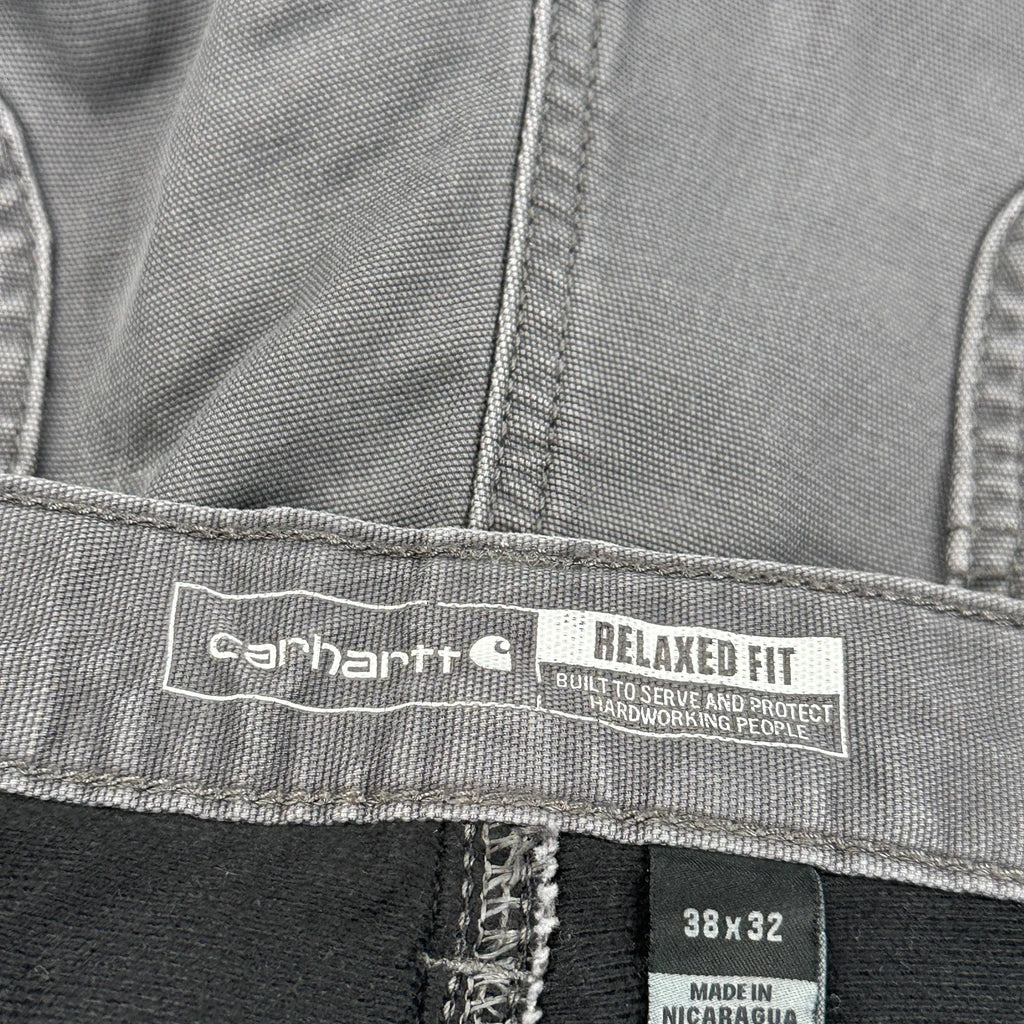 carhartt
RELAXED FIT
BUILT TO SERVE AND PROTECT
HARDWORKING PEOPLE
38 x 32
MADE IN
NICARAGUA